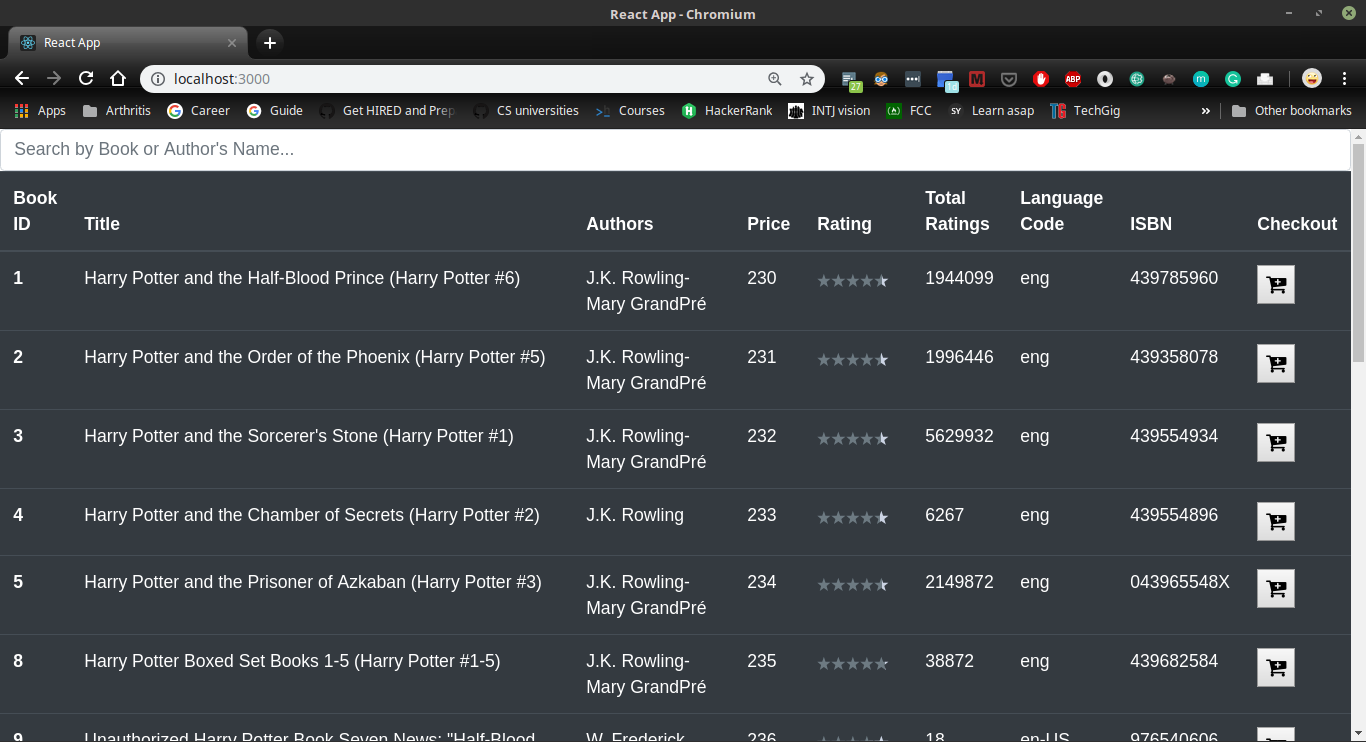 React App - Chromium
React App
localhost:3000
27
ABP
13
m
Apps Arthritis Career Guide Get HIRED and Prep CS universities Courses HackerRank INTJ vision FCC SY Learn asap TG TechGig » Other bookmarks
Search by Book or Author's Name...
Book ID Title Authors Price Rating Total Ratings Language Code ISBN Checkout
1 Harry Potter and the Half-Blood Prince (Harry Potter #6) J.K. Rowling- 230 1944099 eng 439785960
Mary GrandPré
2 Harry Potter and the Order of the Phoenix (Harry Potter #5) J.K. Rowling- 231 1996446 eng 439358078
Mary GrandPré
3 Harry Potter and the Sorcerer's Stone (Harry Potter #1) J.K. Rowling- 232 5629932 eng 439554934
Mary GrandPré
4 Harry Potter and the Chamber of Secrets (Harry Potter #2) J.K. Rowling 233 6267 eng 439554896
5 Harry Potter and the Prisoner of Azkaban (Harry Potter #3) J.K. Rowling- 234 2149872 eng 043965548X
Mary GrandPré
8 Harry Potter Boxed Set Books 1-5 (Harry Potter #1-5) J.K. Rowling- 235 38872 eng 439682584
Mary GrandPré
9 Unauthorized Harry Potter Book Seven News: "Half-Blood W. Frederick 236 18 en-US 976540606